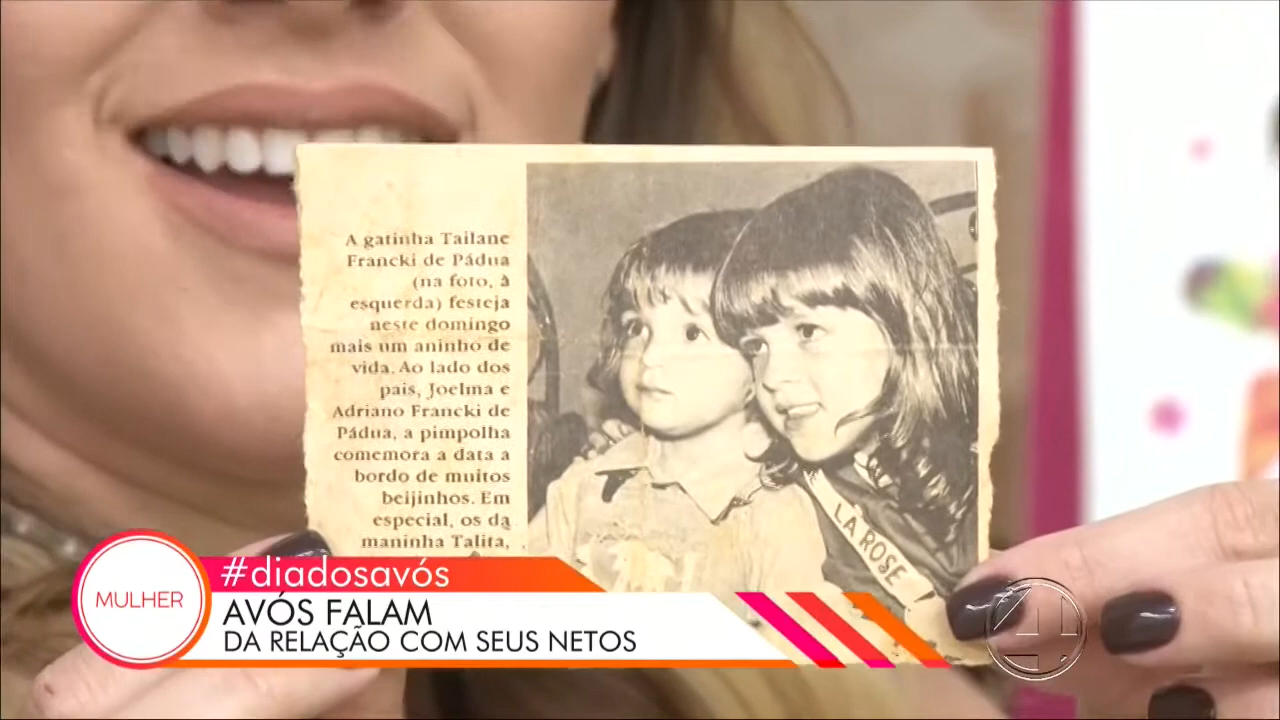 A gatinha Tailane
Francki de Pádua
(na foto, à
esquerda) festeja
neste domingo
mais um aninho de
vida. Ao lado dos
pais, Joelma e
Adriano Francki de
Pádua, a pimpolha
comemora a data a
bordo de muitos
beijinhos. Em
especial, os da
maninha Talita,
LA ROSE
#diadosavós
MULHER
AVÓS FALAM
DA RELAÇÃO COM SEUS NETOS
4